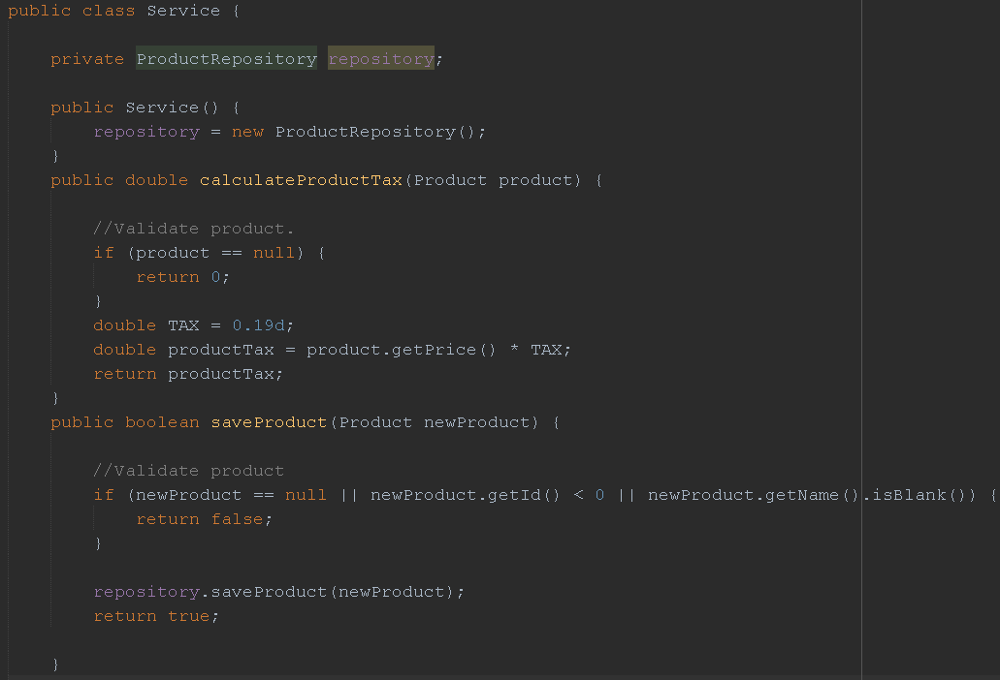 public class Service {
private ProductRepository repository;
public Service() {
repository = new ProductRepository();
}
public double calculateProductTax(Product product) {
//Validate product.
if (product == null) {
return 0;
}
double TAX = 0.19d;
double productTax = product.getPrice() * TAX;
return productTax;
}
public boolean saveProduct(Product newProduct) {
//Validate product
if (newProduct == null || newProduct.getId() < 0 || newProduct.getName().isBlank()) {
return false;
}
repository.saveProduct(newProduct);
return true;
}